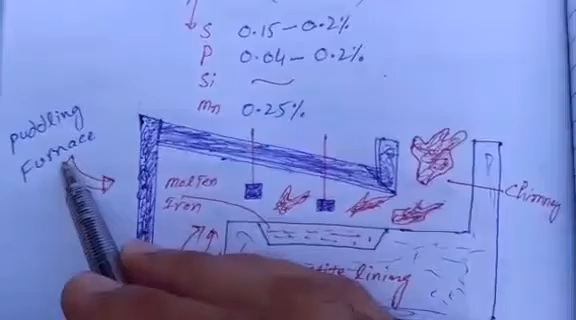 S 0.15 - 0.2%
P 0.04 - 0.2%
Si ~
Mn 0.25%
puddling
Furnace
molten
Iron
Chimney
lining